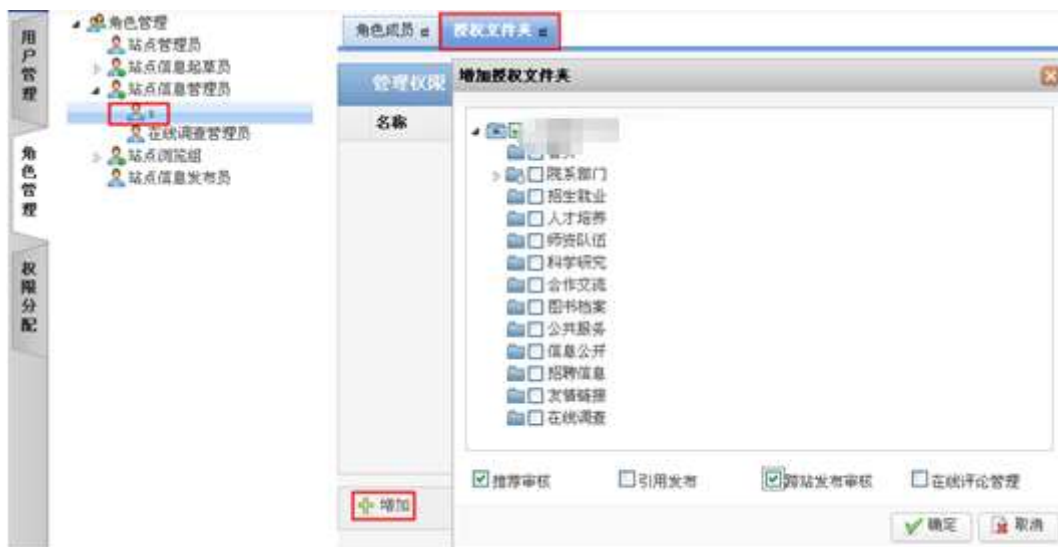 用户管理
角色管理
权限分配
角色管理
站点管理员
站点信息起草员
站点信息管理员
s
在线调查管理员
站点浏览组
站点信息发布员
角色成员
授权文件夹
管理权限
名称
增加
增加授权文件夹
院系部门
招生就业
人才培养
师资队伍
科学研究
合作交流
图书档案
公共服务
信息公开
招聘信息
友情链接
在线调查
推荐审核 引用发布 跨站发布审核 在线评论管理
确定 取消